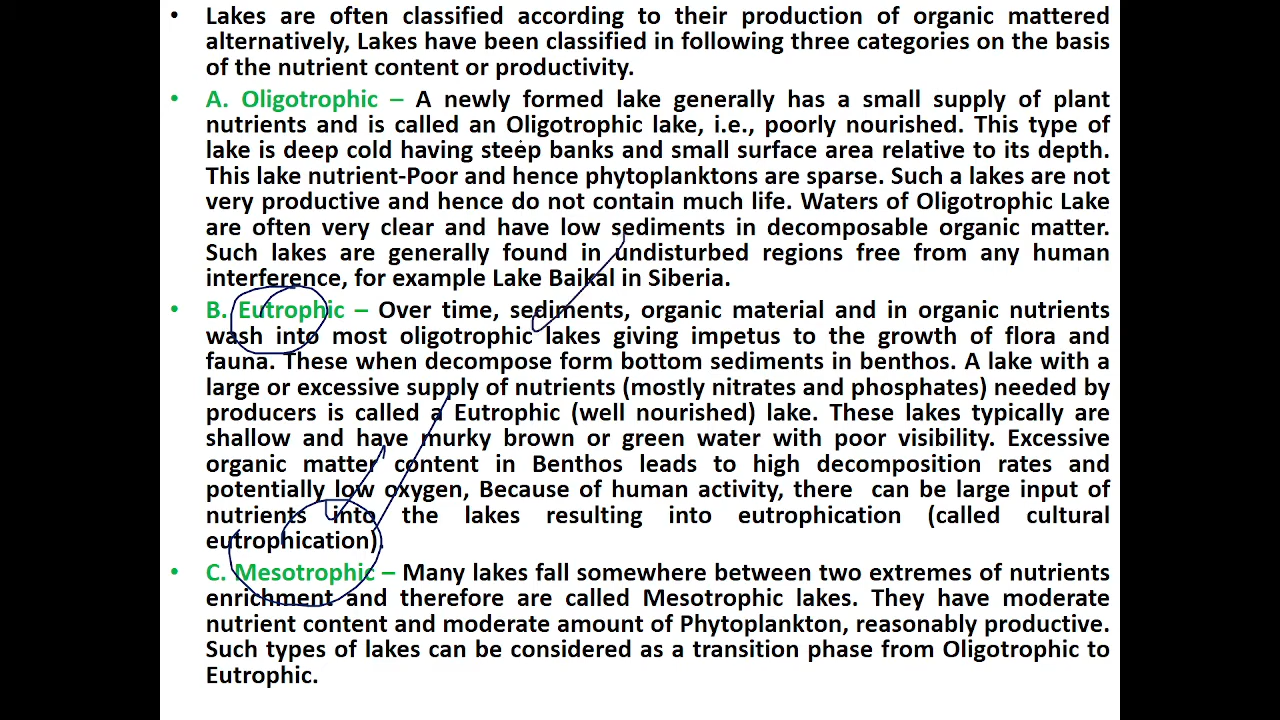 • Lakes are often classified according to their production of organic mattered
alternatively, Lakes have been classified in following three categories on the basis
of the nutrient content or productivity.
• A. Oligotrophic – A newly formed lake generally has a small supply of plant
nutrients and is called an Oligotrophic lake, i.e., poorly nourished. This type of
lake is deep cold having steep banks and small surface area relative to its depth.
This lake nutrient-Poor and hence phytoplanktons are sparse. Such a lakes are not
very productive and hence do not contain much life. Waters of Oligotrophic Lake
are often very clear and have low sediments in decomposable organic matter.
Such lakes are generally found in undisturbed regions free from any human
interference, for example Lake Baikal in Siberia.
• B. Eutrophic – Over time, sediments, organic material and in organic nutrients
wash into most oligotrophic lakes giving impetus to the growth of flora and
fauna. These when decompose form bottom sediments in benthos. A lake with a
large or excessive supply of nutrients (mostly nitrates and phosphates) needed by
producers is called a Eutrophic (well nourished) lake. These lakes typically are
shallow and have murky brown or green water with poor visibility. Excessive
organic matter content in Benthos leads to high decomposition rates and
potentially low oxygen, Because of human activity, there can be large input of
nutrients into the lakes resulting into eutrophication (called cultural
eutrophication).
• C. Mesotrophic – Many lakes fall somewhere between two extremes of nutrients
enrichment and therefore are called Mesotrophic lakes. They have moderate
nutrient content and moderate amount of Phytoplankton, reasonably productive.
Such types of lakes can be considered as a transition phase from Oligotrophic to
Eutrophic.